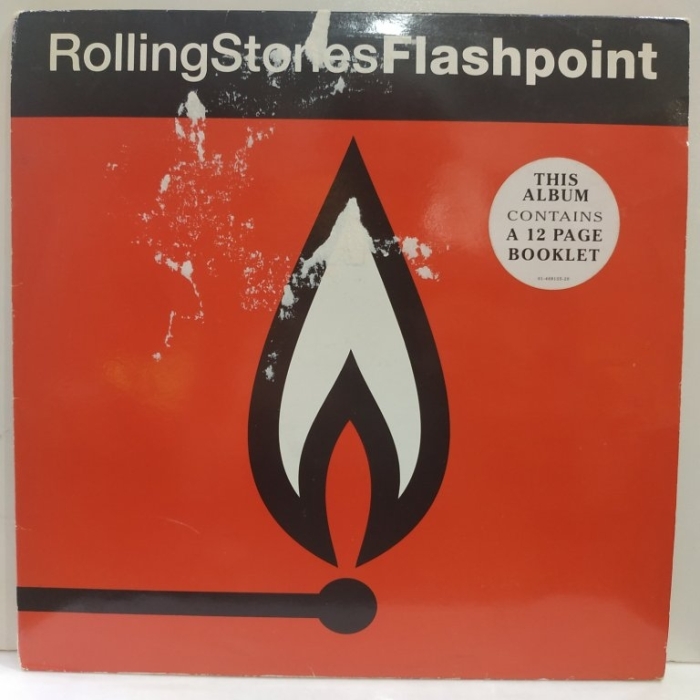 RollingStonesFlashpoint
THIS
ALBUM
CONTAINS
A 12 PAGE
BOOKLET